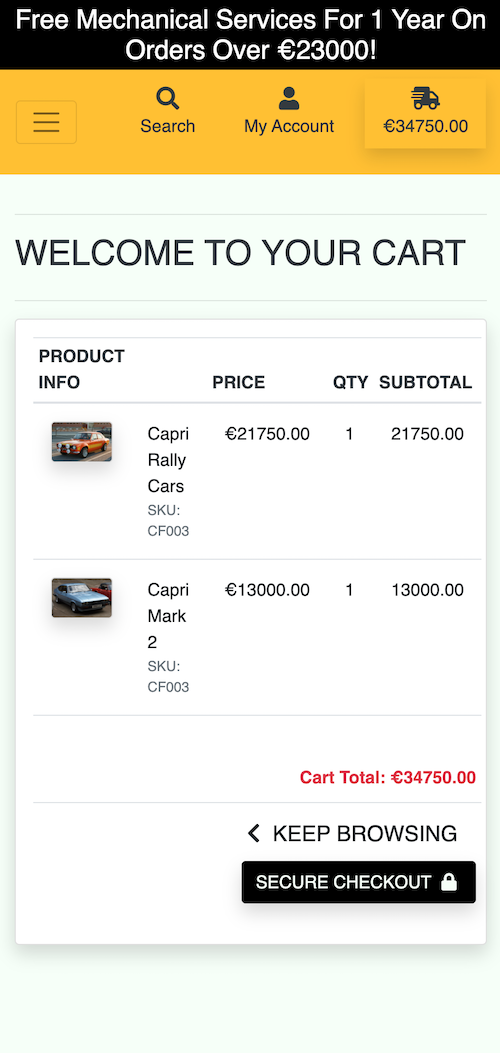 Free Mechanical Services For 1 Year On
Orders Over €23000!
Search
My Account
€34750.00
WELCOME TO YOUR CART
PRODUCT
INFO PRICE QTY SUBTOTAL
Capri €21750.00 1 21750.00
Rally
Cars
SKU:
CF003
Capri €13000.00 1 13000.00
Mark
2
SKU:
CF003
Cart Total: €34750.00
KEEP BROWSING
SECURE CHECKOUT